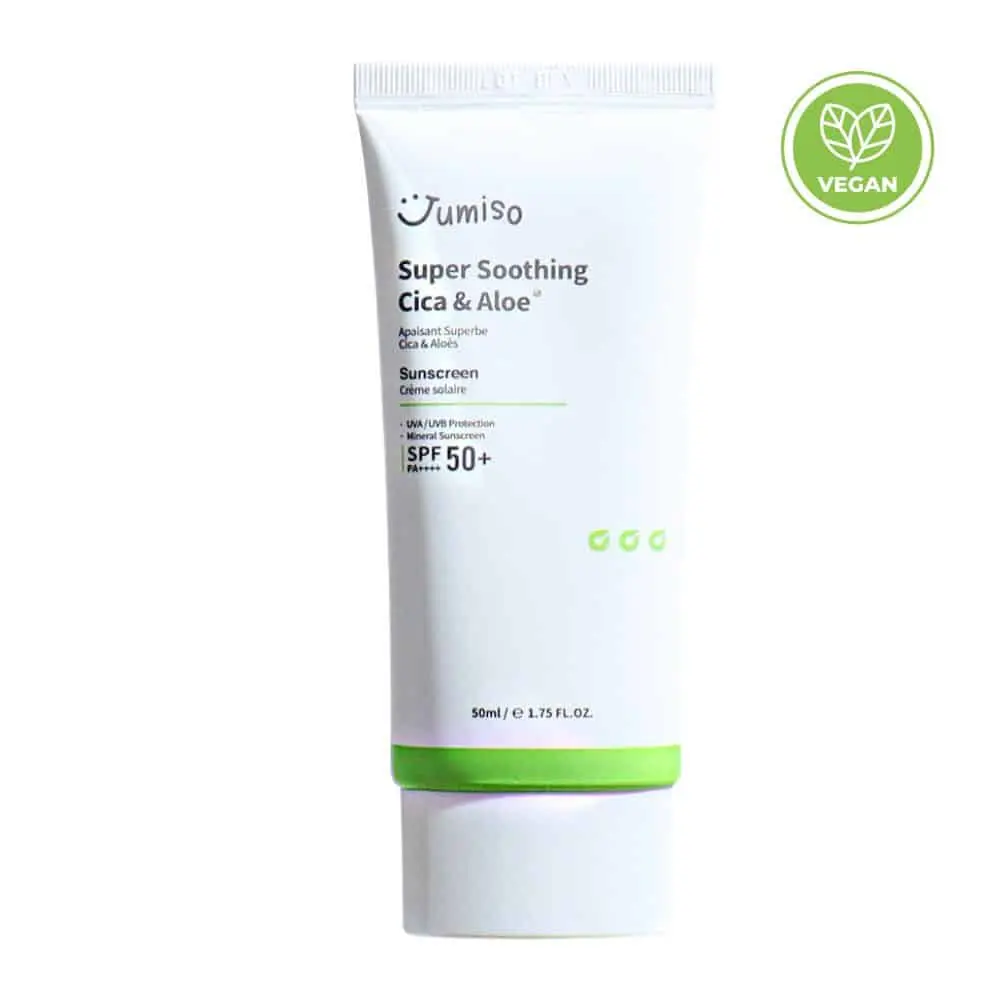 Jumiso
Super Soothing
Cica & Aloe
Apaisant Superbe
Cica & Aloès
Sunscreen
Crème solaire
· UVA / UVB Protection
· Mineral Sunscreen
SPF 50+
PA++++
50ml / ℮ 1.75 FL.OZ.
VEGAN